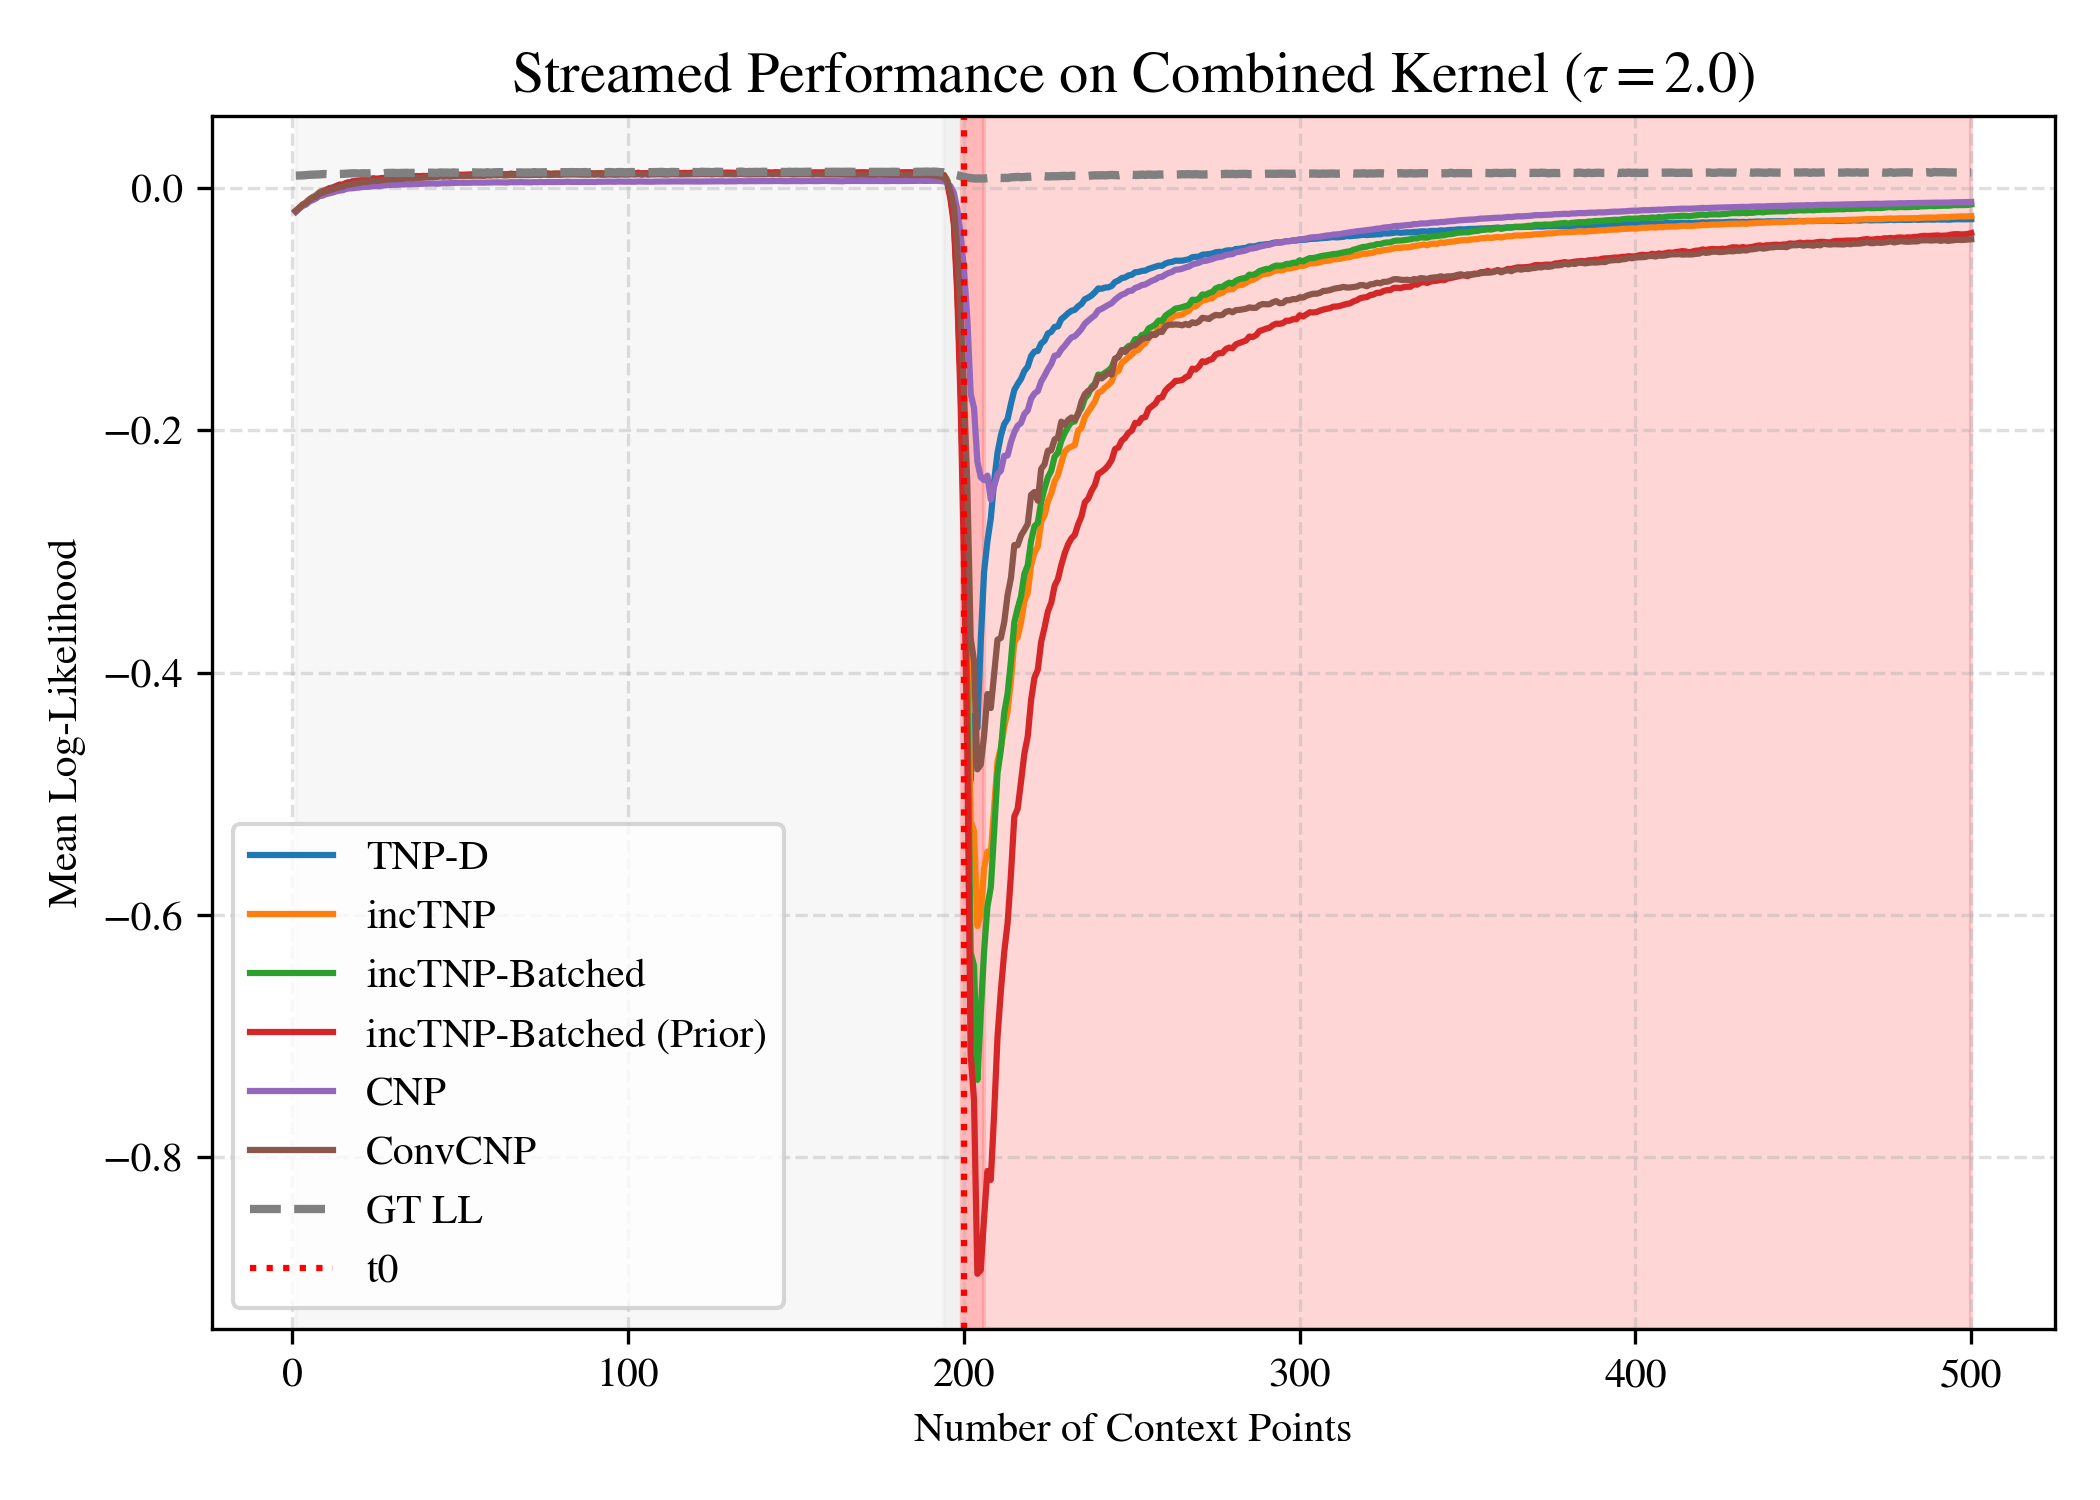 Streamed Performance on Combined Kernel (τ = 2.0)
Mean Log-Likelihood
0.0
−0.2
−0.4
−0.6
−0.8
TNP-D
incTNP
incTNP-Batched
incTNP-Batched (Prior)
CNP
ConvCNP
GT LL
t0
0 100 200 300 400 500
Number of Context Points